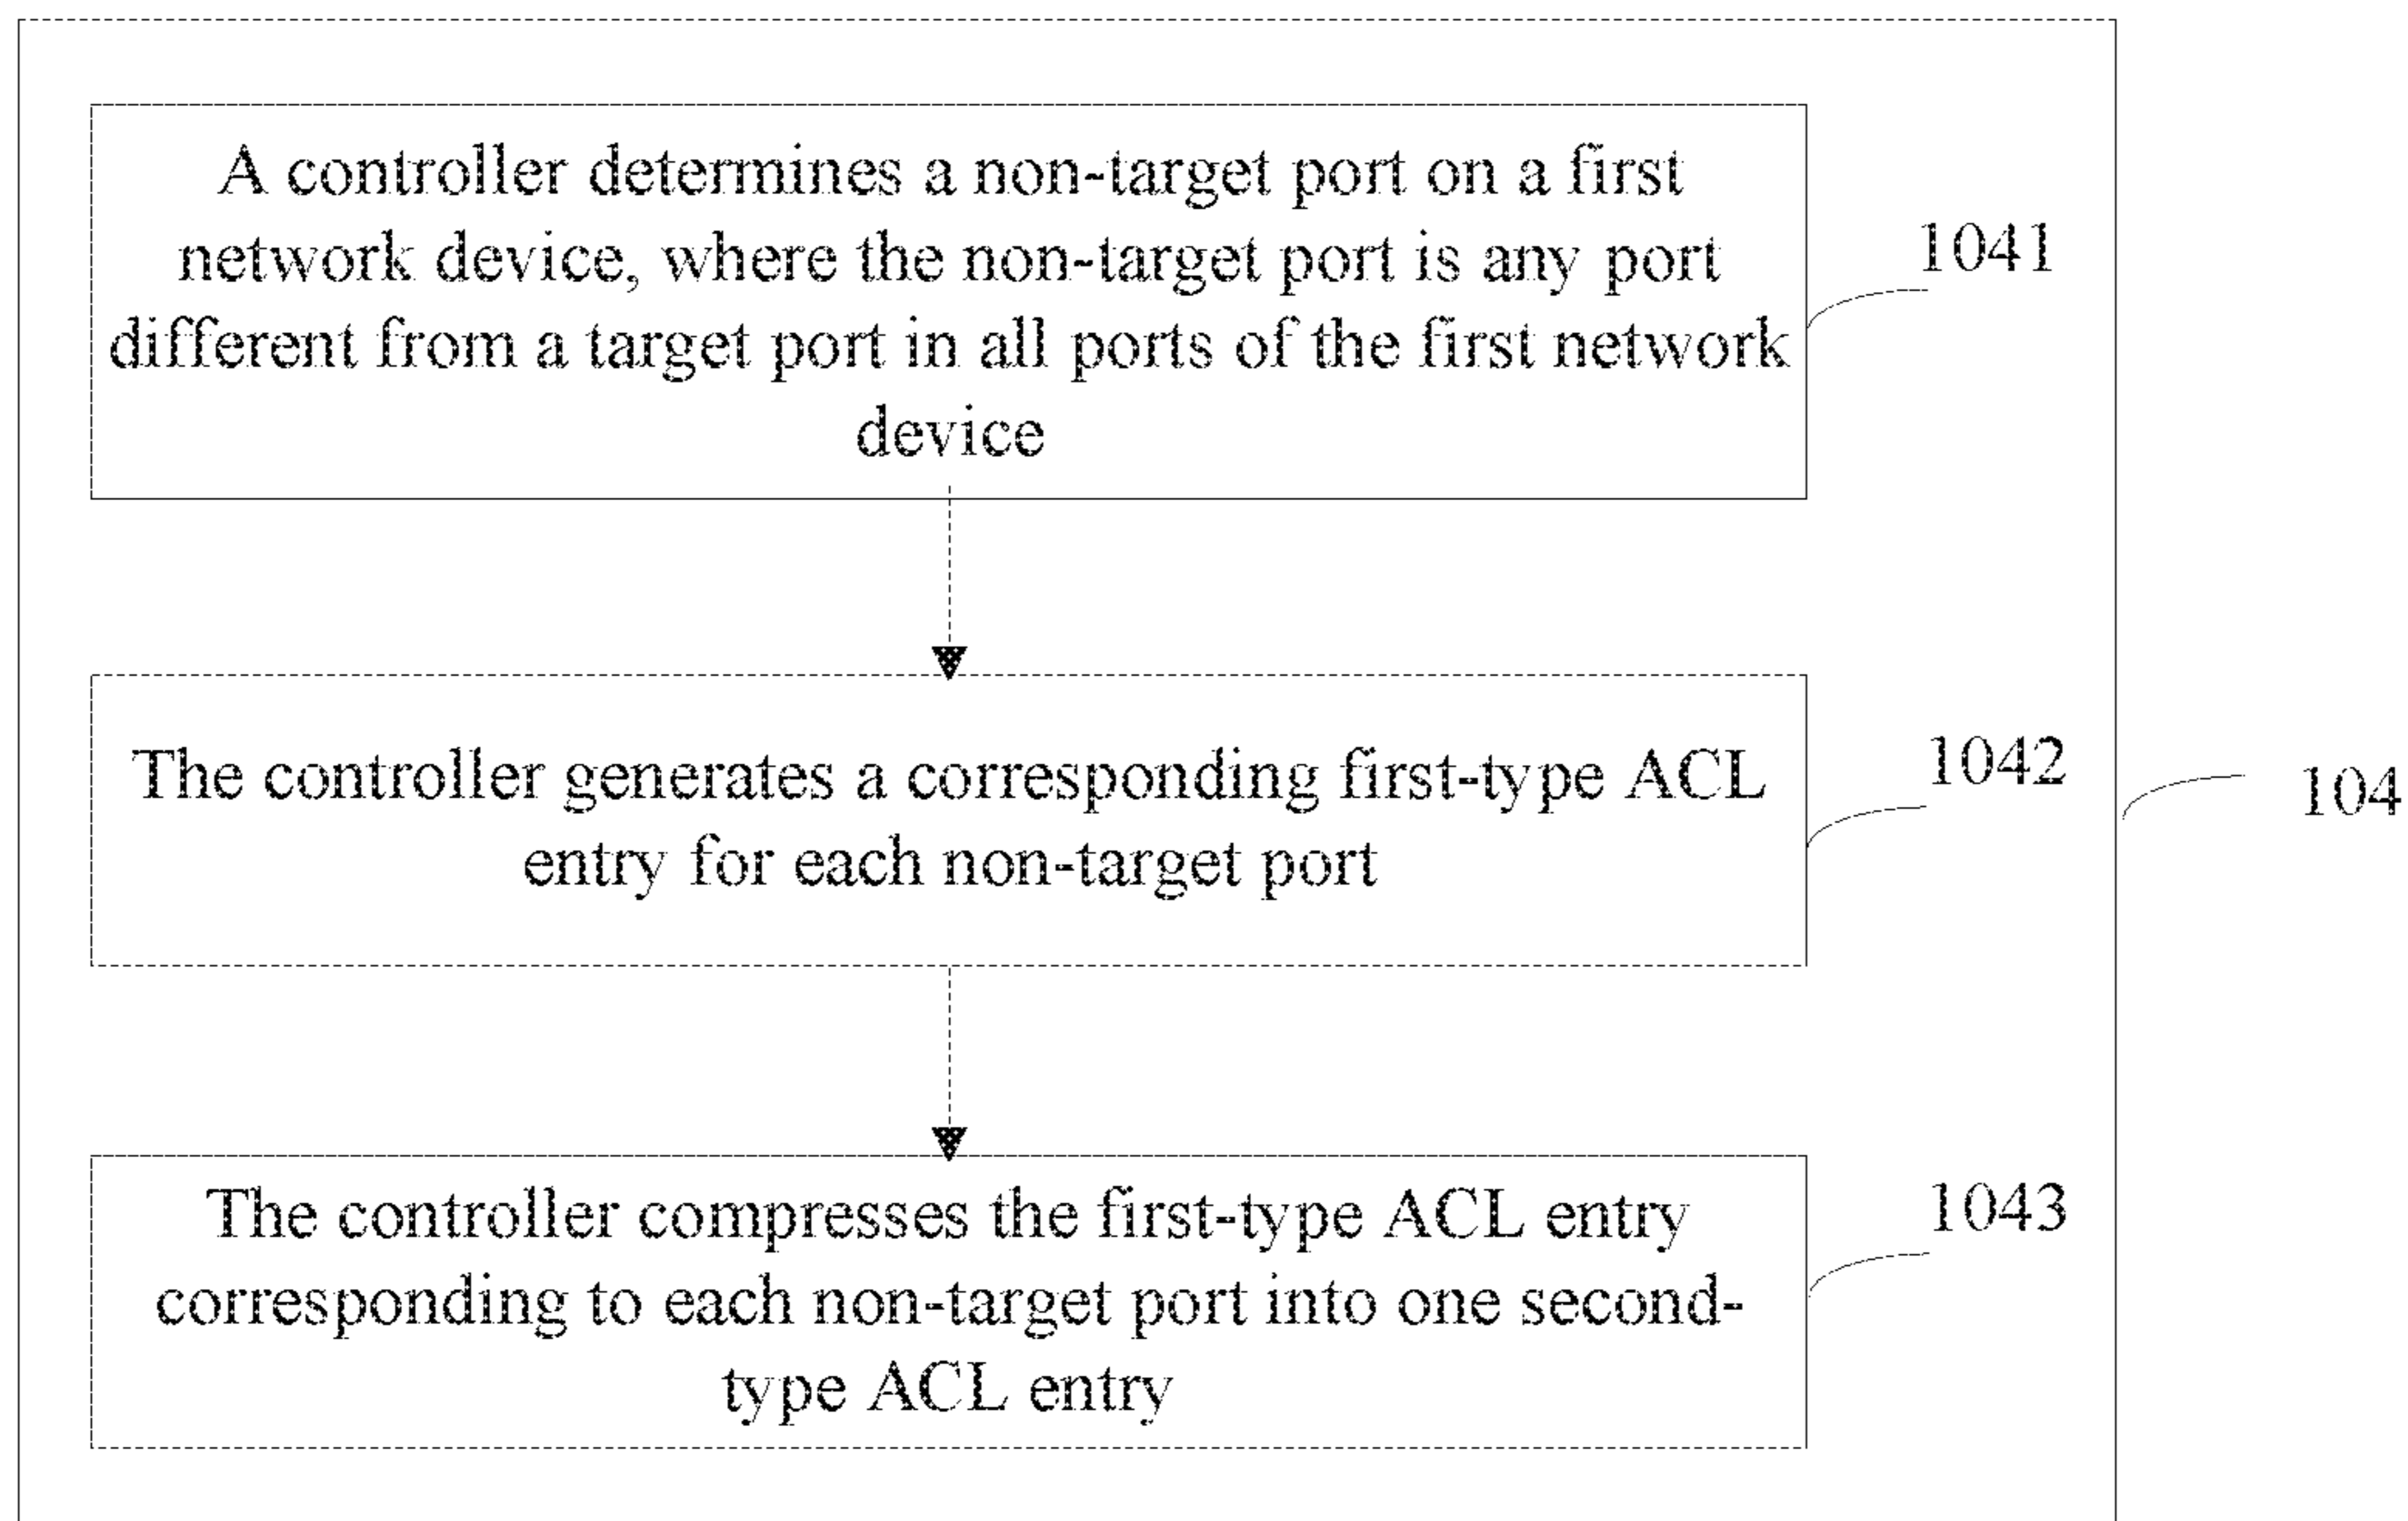 A controller determines a non-target port on a first
network device, where the non-target port is any port
different from a target port in all ports of the first network
device
1041
The controller generates a corresponding first-type ACL
entry for each non-target port
1042
104
The controller compresses the first-type ACL entry
corresponding to each non-target port into one second-
type ACL entry
1043